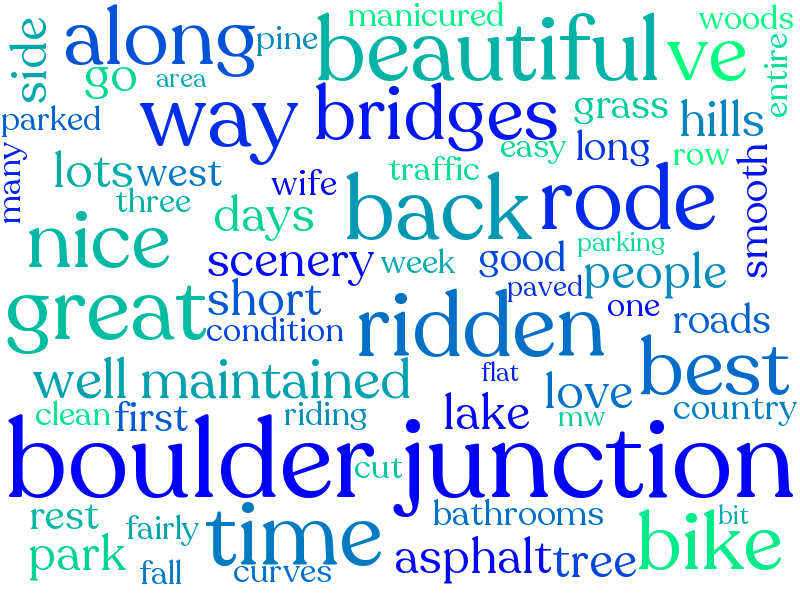 manicured
woods
along
pine
beautiful
ve
side
go
area
entire
parked
way
bridges
grass
hills
many
lots
west
wife
traffic
easy
long
row
smooth
three
days
back
rode
nice
scenery
week
good
parking
people
great
short
condition
paved
one
roads
ridden
best
well maintained
flat
love
country
clean
first
riding
lake
mw
boulder junction
cut
rest
fairly
time
bathrooms
bit
park
fall
curves
asphalt
tree
bike